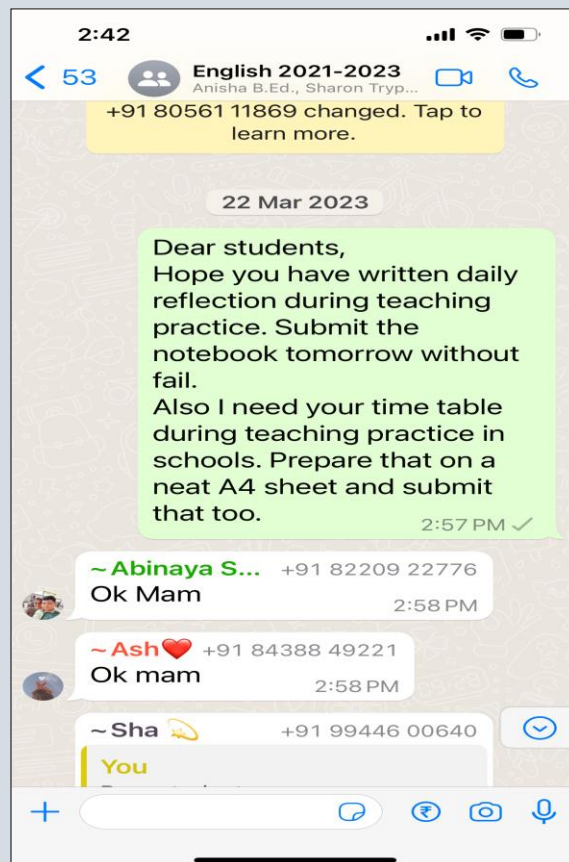 2:42
53
English 2021-2023
Anisha B.Ed., Sharon Tryp...
+91 80561 11869 changed. Tap to
learn more.
22 Mar 2023
Dear students,
Hope you have written daily
reflection during teaching
practice. Submit the
notebook tomorrow without
fail.
Also I need your time table
during teaching practice in
schools. Prepare that on a
neat A4 sheet and submit
that too.
2:57 PM
~Abinaya S... +91 82209 22776
Ok Mam
2:58 PM
~Ash❤️ +91 84388 49221
Ok mam
2:58 PM
~Sha 💫 +91 99446 00640
You